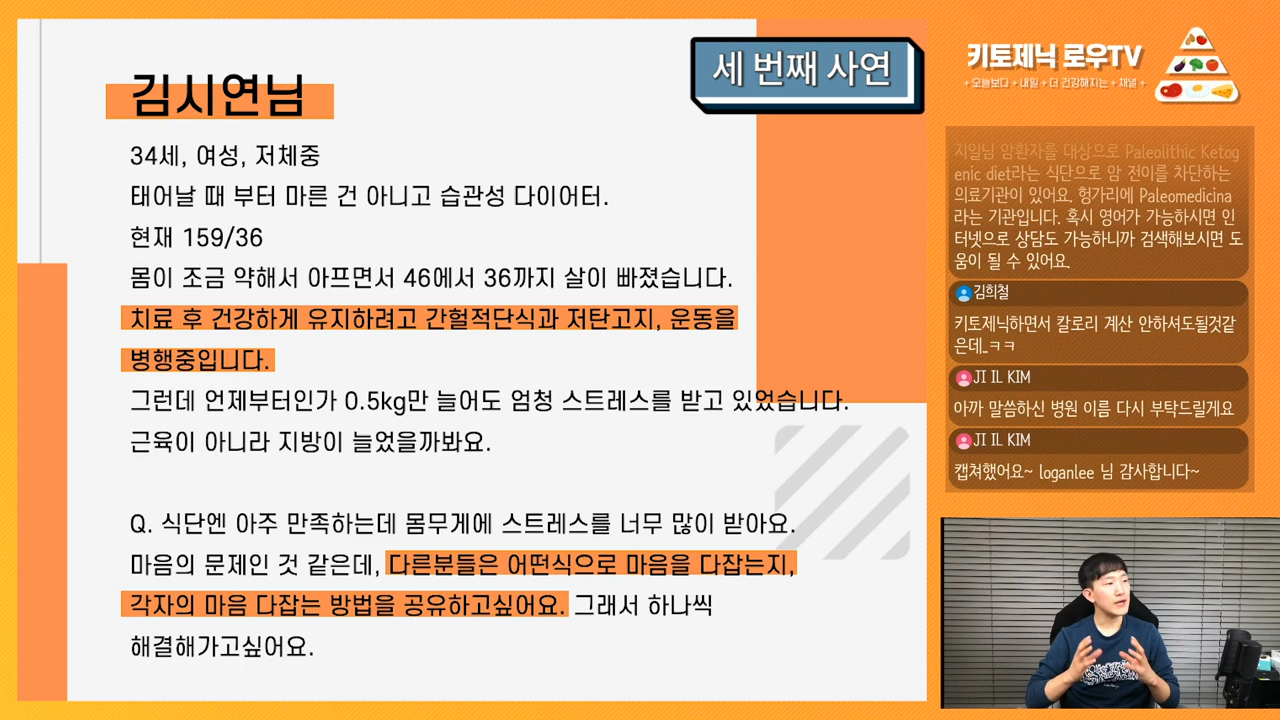 세 번째 사연
김시연님
34세, 여성, 저체중
태어날 때 부터 마른 건 아니고 습관성 다이어터.
현재 159/36
몸이 조금 약해서 아프면서 46에서 36까지 살이 빠졌습니다.
치료 후 건강하게 유지하려고 간헐적단식과 저탄고지, 운동을
병행중입니다.
그런데 언제부터인가 0.5kg만 늘어도 엄청 스트레스를 받고 있었습니다.
근육이 아니라 지방이 늘었을까봐요.
Q. 식단엔 아주 만족하는데 몸무게에 스트레스를 너무 많이 받아요.
마음의 문제인 것 같은데, 다른분들은 어떤식으로 마음을 다잡는지,
각자의 마음 다잡는 방법을 공유하고싶어요. 그래서 하나씩
해결해가고싶어요.
키토제닉 로우TV
+ 오늘보다 + 내일 + 더 건강해지는 + 채널 +
지일님 암환자를 대상으로 Paleolithic Ketog
enic diet라는 식단으로 암 전이를 차단하는
의료기관이 있어요. 헝가리에 Paleomedicina
라는 기관입니다. 혹시 영어가 가능하시면 인
터넷으로 상담도 가능하니까 검색해보시면 도
움이 될 수 있어요.
김희철
키토제닉하면서 칼로리 계산 안하셔도될것같
은데..ㅋㅋ
JI IL KIM
아까 말씀하신 병원 이름 다시 부탁드릴게요
JI IL KIM
캡쳐했어요~ loganlee 님 감사합니다~